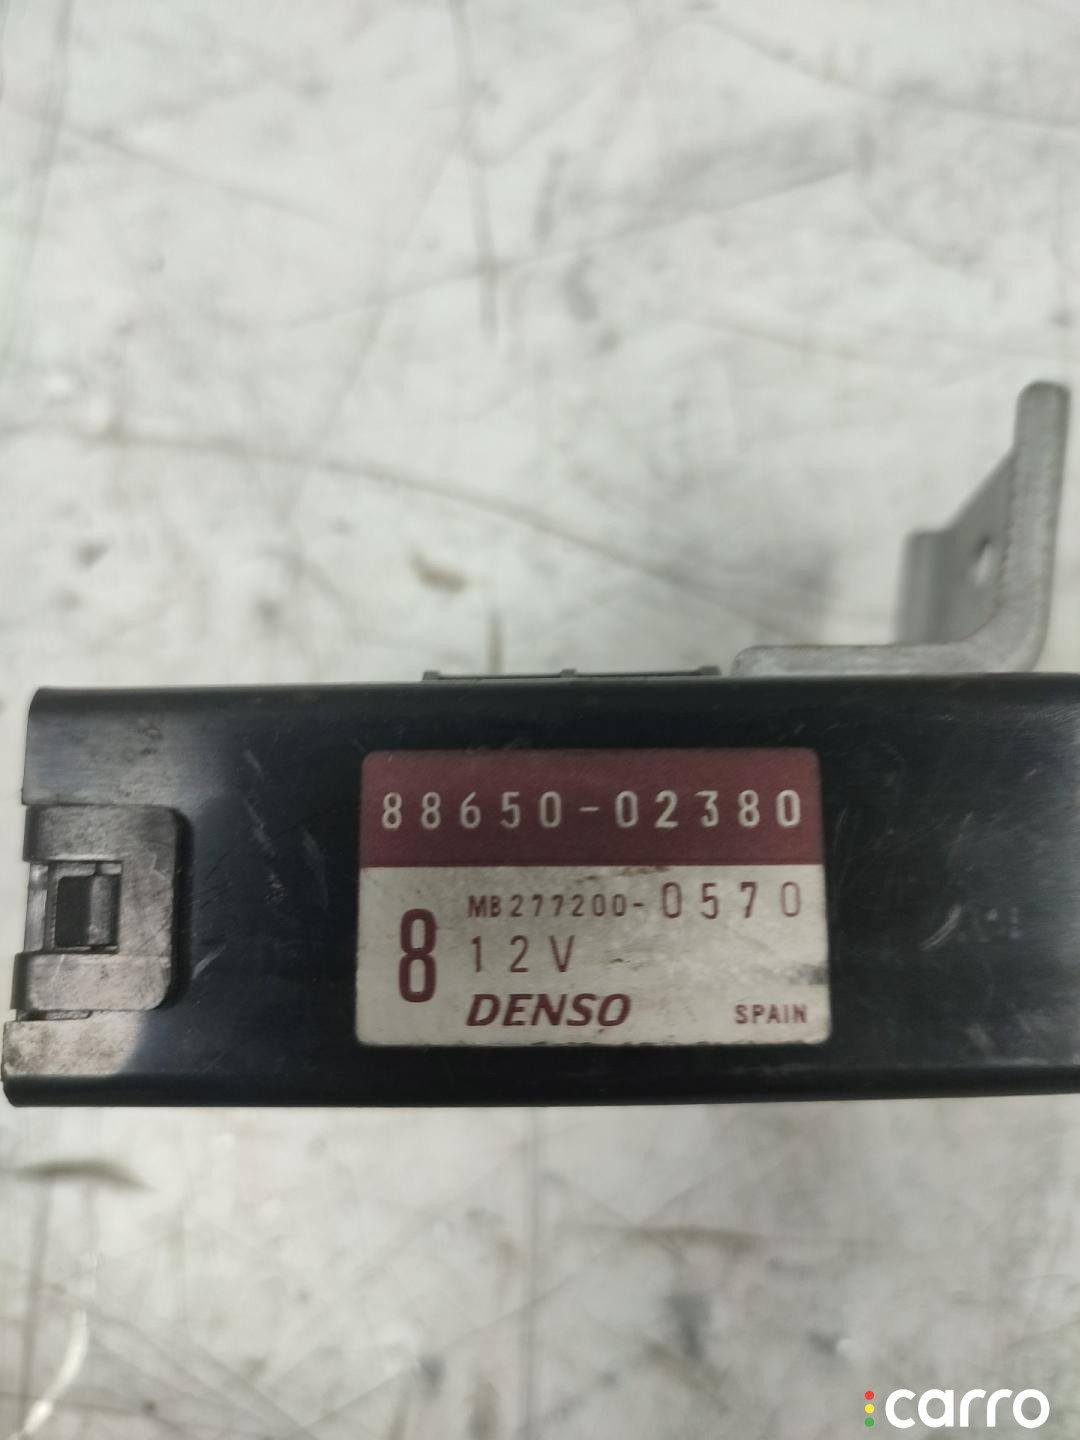 88650-02380
MB277200-0570
8
12V
DENSO
SPAIN
carro